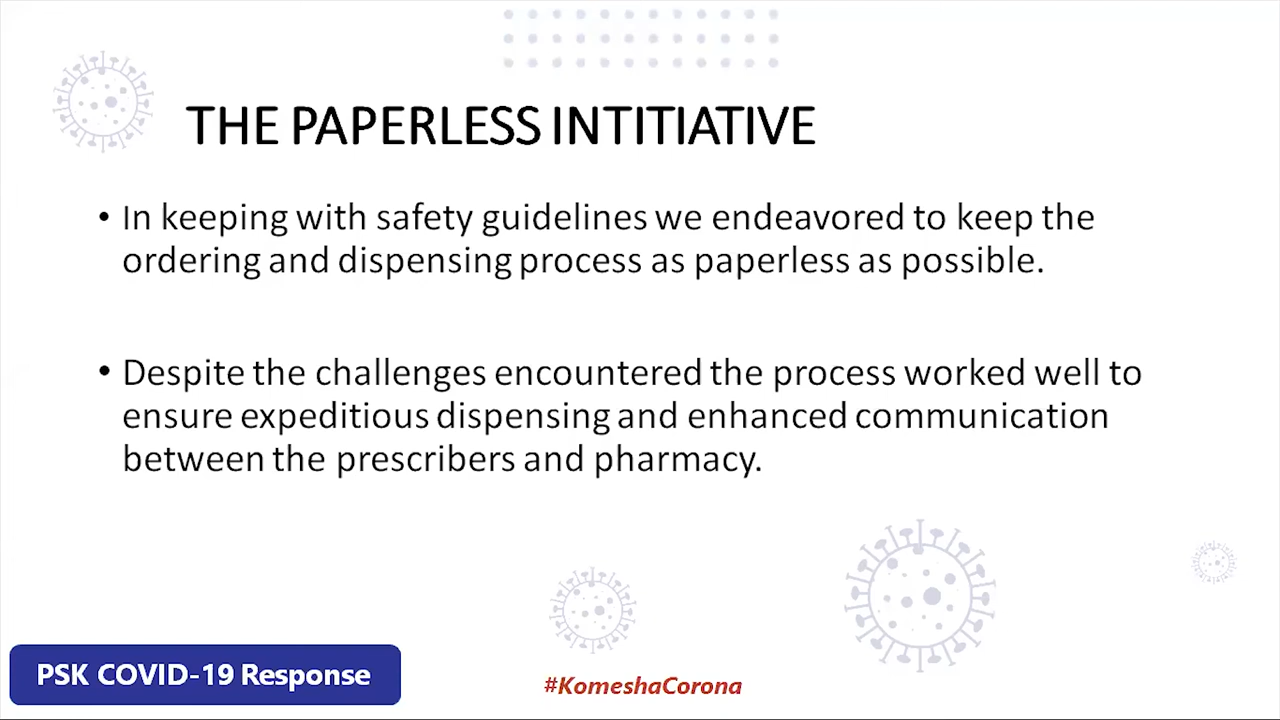 THE PAPERLESS INTITIATIVE
• In keeping with safety guidelines we endeavored to keep the
ordering and dispensing process as paperless as possible.
• Despite the challenges encountered the process worked well to
ensure expeditious dispensing and enhanced communication
between the prescribers and pharmacy.
PSK COVID-19 Response
#KomeshaCorona